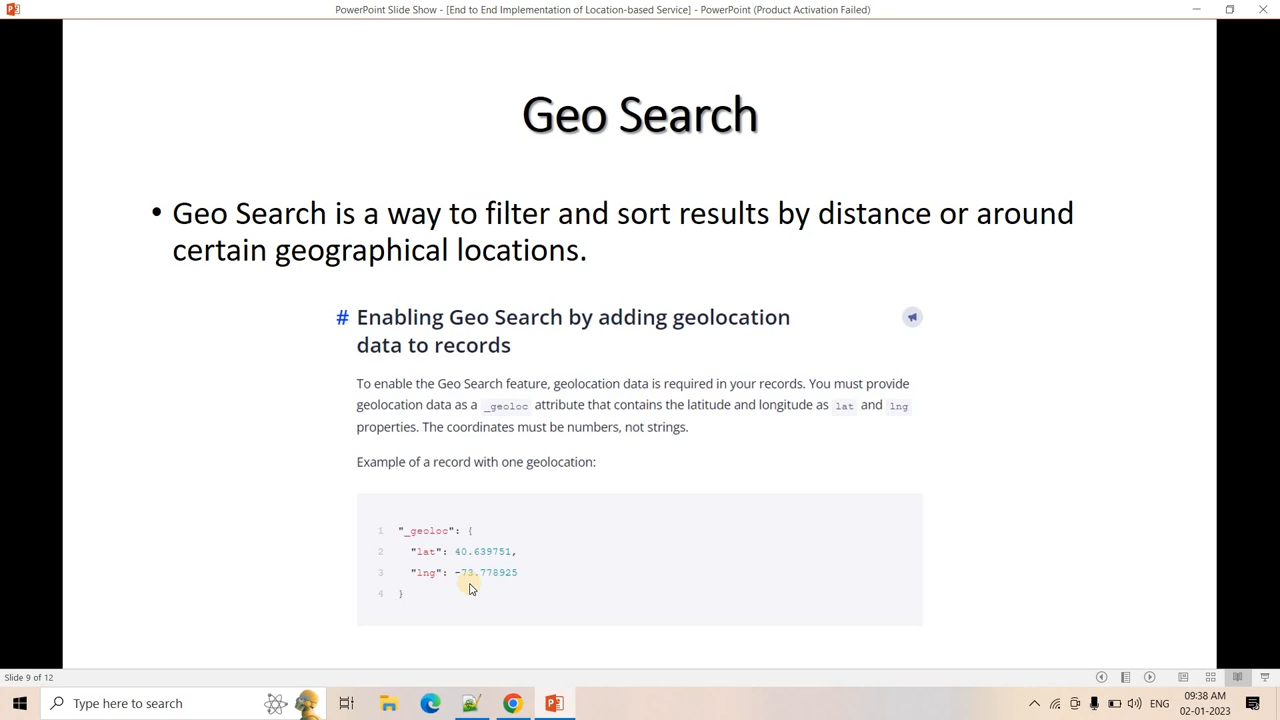 PowerPoint Slide Show - [End to End Implementation of Location-based Service] - PowerPoint (Product Activation Failed)
Geo Search
• Geo Search is a way to filter and sort results by distance or around
certain geographical locations.
# Enabling Geo Search by adding geolocation
data to records
To enable the Geo Search feature, geolocation data is required in your records. You must provide
geolocation data as a _geoloc attribute that contains the latitude and longitude as lat and lng
properties. The coordinates must be numbers, not strings.
Example of a record with one geolocation:
1 "_geoloc": {
2 "lat": 40.639751,
3 "lng": -73.778925
4 }
Slide 9 of 12
Type here to search
ENG
09:38 AM
02-01-2023